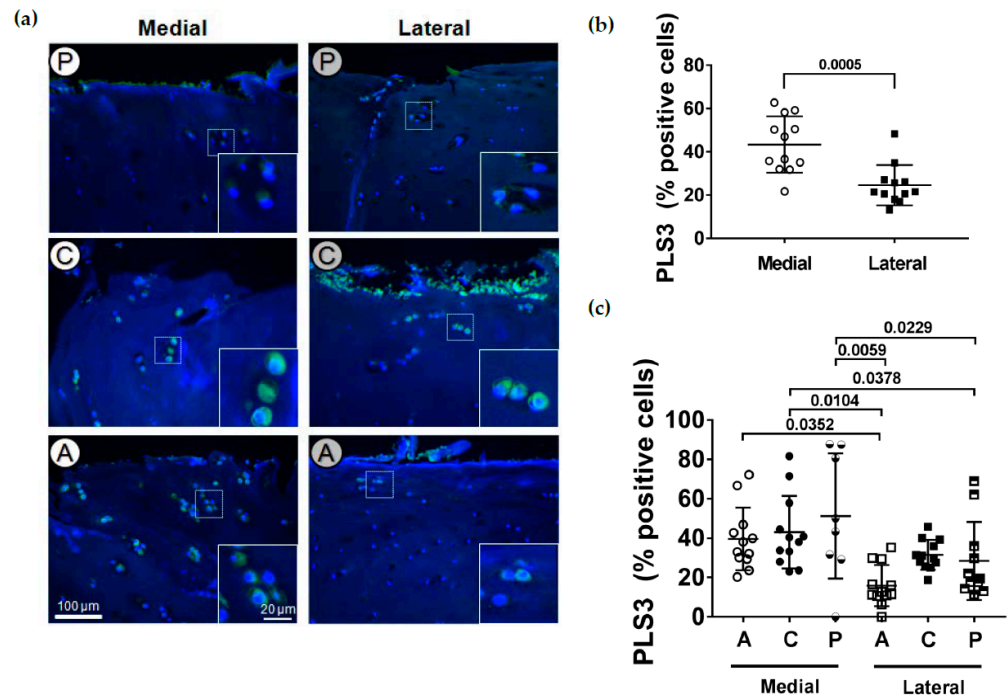 (a)
Medial Lateral
P P
C C
A A
100 µm 20 µm
(b)
0.0005
PLS3 (% positive cells)
80
60
40
20
0
Medial Lateral
(c)
0.0229
0.0059
0.0378
0.0104
0.0352
PLS3 (% positive cells)
100
80
60
40
20
0
A C P A C P
Medial Lateral